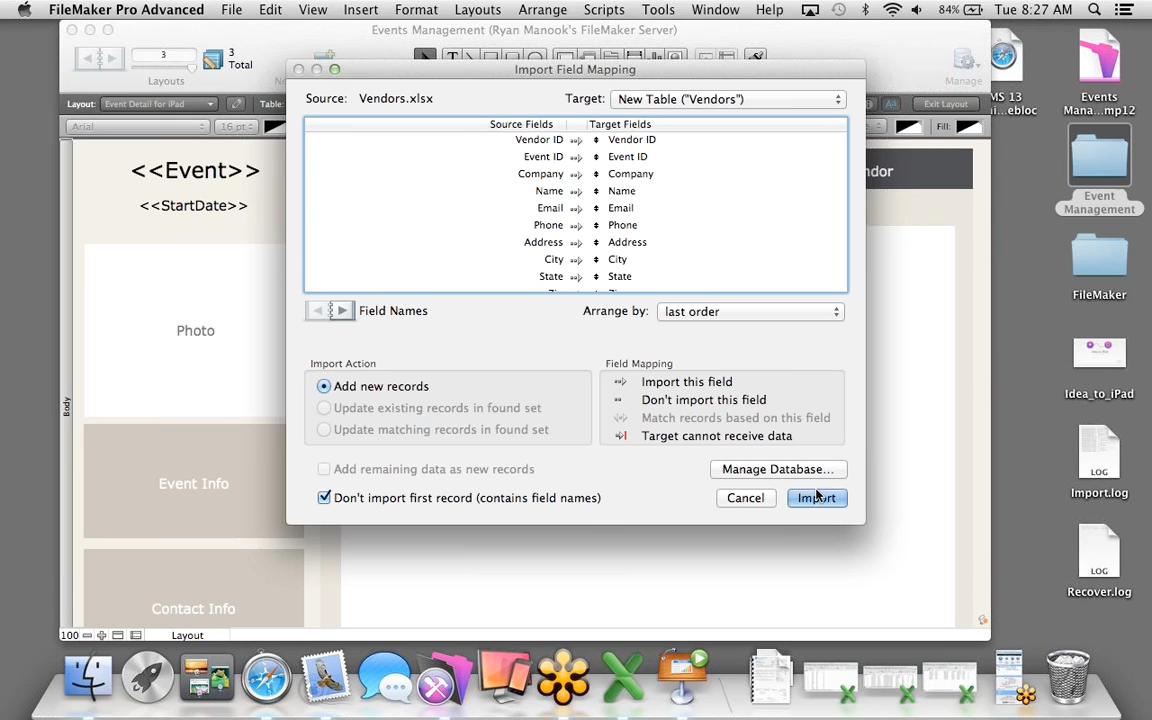 FileMaker Pro Advanced File Edit View Insert Format Layouts Arrange Scripts Tools Window Help 84% Tue 8:27 AM
Events Management (Ryan Manook's FileMaker Server)
3
3
Total
Layouts
Manage
Layout: Event Detail for iPad Table: Exit Layout
Arial 16 pt Fill:
<<Event>>
<<StartDate>>
Photo
Event Info
Contact Info
Body
100 Layout
Import Field Mapping
Source: Vendors.xlsx Target: New Table ("Vendors")
Source Fields Target Fields
Vendor ID Vendor ID
Event ID Event ID
Company Company
Name Name
Email Email
Phone Phone
Address Address
City City
State State
Field Names Arrange by: last order
Import Action
Add new records
Update existing records in found set
Update matching records in found set
Field Mapping
Import this field
Don't import this field
Match records based on this field
Target cannot receive data
Add remaining data as new records
Manage Database...
Don't import first record (contains field names)
Cancel Import
Events
Mana....mp12
Event
Management
FileMaker
Idea_to_iPad
LOG
Import.log
LOG
Recover.log